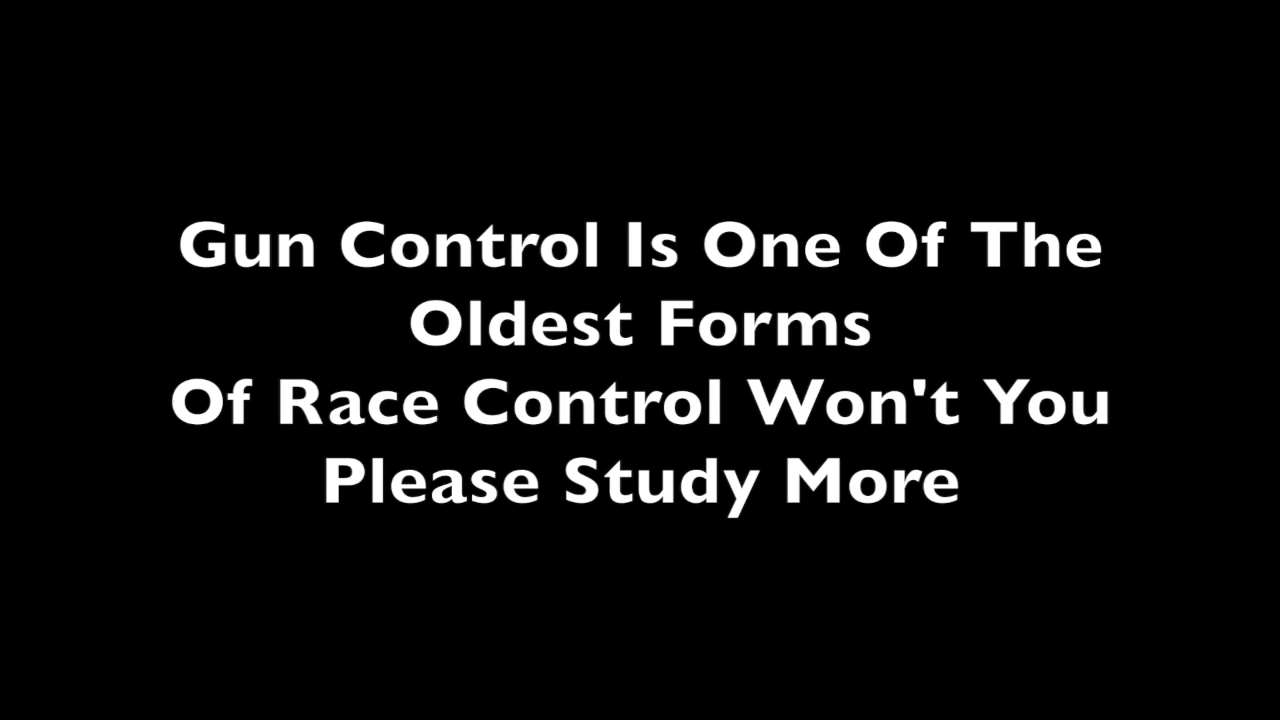 Gun Control Is One Of The
Oldest Forms
Of Race Control Won't You
Please Study More